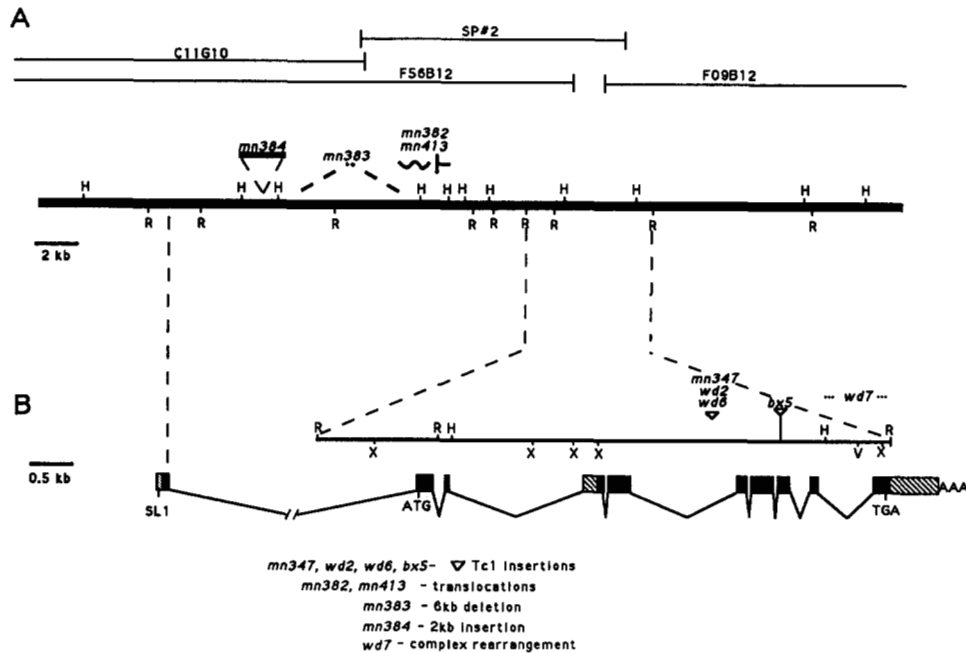 A
SP#2
C11G10
F56B12
F09B12
mn384
mn383
mn382
mn413
H H H H H H H H H H H
R R R R R R R R R
2 kb
B
mn347
wd2
wd6
bx5
wd7
R R H H R
X X X X V X
0.5 kb
SL1
ATG
TGA
AAA
mn347, wd2, wd6, bx5- Tc1 insertions
mn382, mn413 - translocations
mn383 - 6kb deletion
mn384 - 2kb insertion
wd7 - complex rearrangement